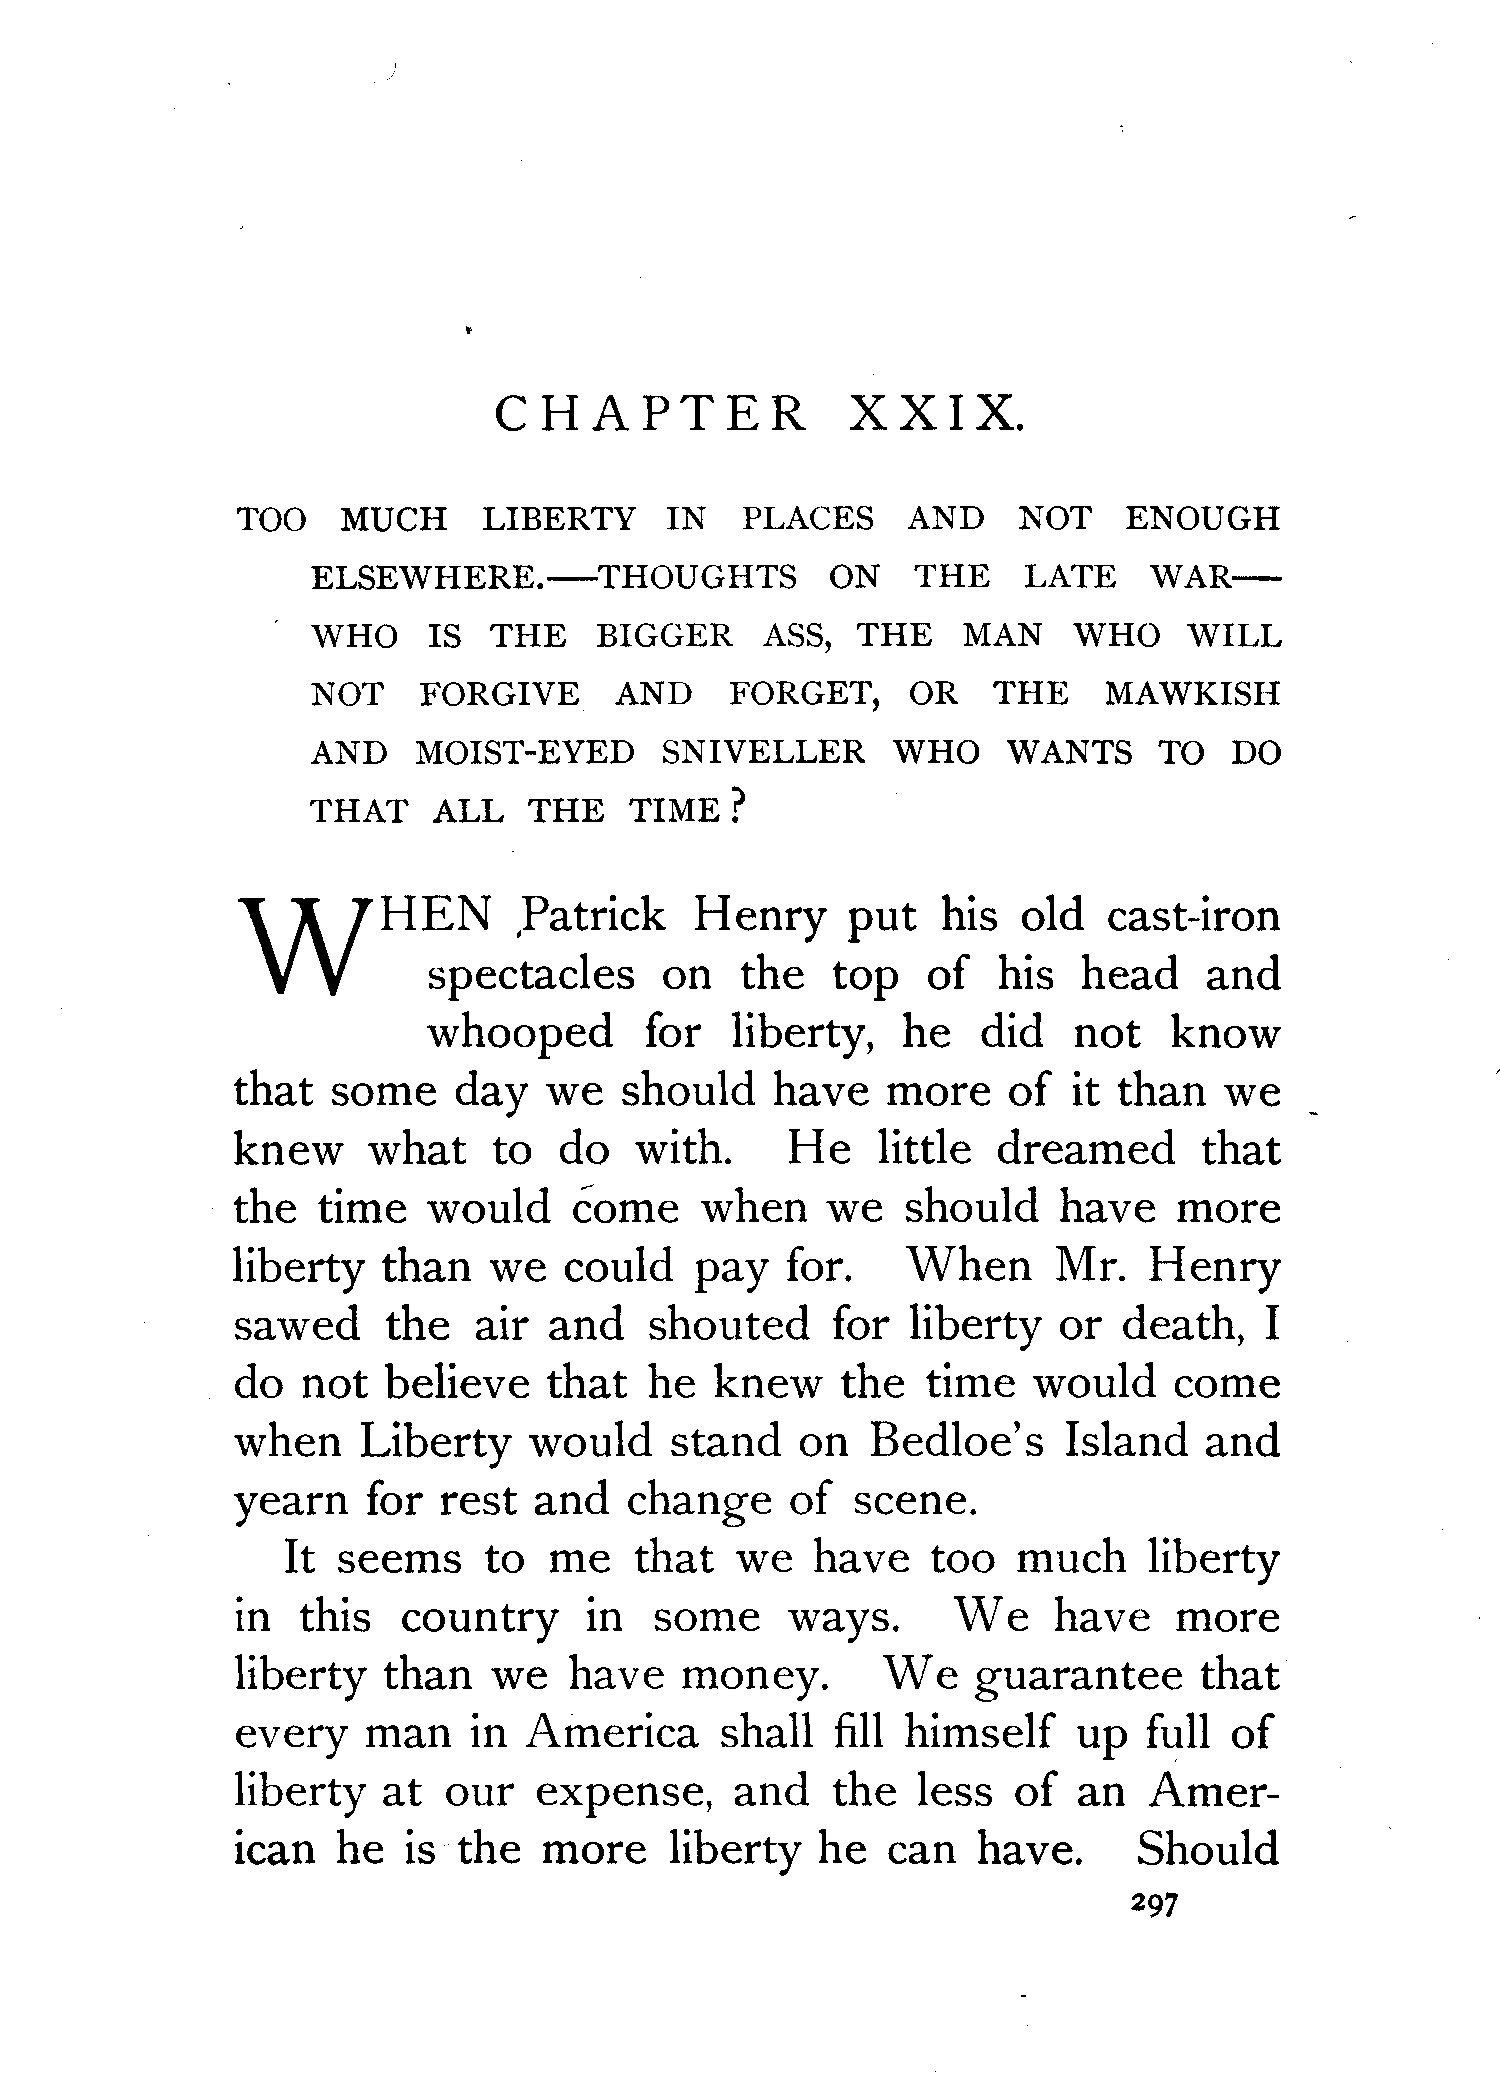 CHAPTER XXIX.
TOO MUCH LIBERTY IN PLACES AND NOT ENOUGH
ELSEWHERE.—THOUGHTS ON THE LATE WAR—
WHO IS THE BIGGER ASS, THE MAN WHO WILL
NOT FORGIVE AND FORGET, OR THE MAWKISH
AND MOIST-EYED SNIVELLER WHO WANTS TO DO
THAT ALL THE TIME?
WHEN Patrick Henry put his old cast-iron
spectacles on the top of his head and
whooped for liberty, he did not know
that some day we should have more of it than we
knew what to do with. He little dreamed that
the time would come when we should have more
liberty than we could pay for. When Mr. Henry
sawed the air and shouted for liberty or death, I
do not believe that he knew the time would come
when Liberty would stand on Bedloe's Island and
yearn for rest and change of scene.
It seems to me that we have too much liberty
in this country in some ways. We have more
liberty than we have money. We guarantee that
every man in America shall fill himself up full of
liberty at our expense, and the less of an Amer-
ican he is the more liberty he can have. Should
297